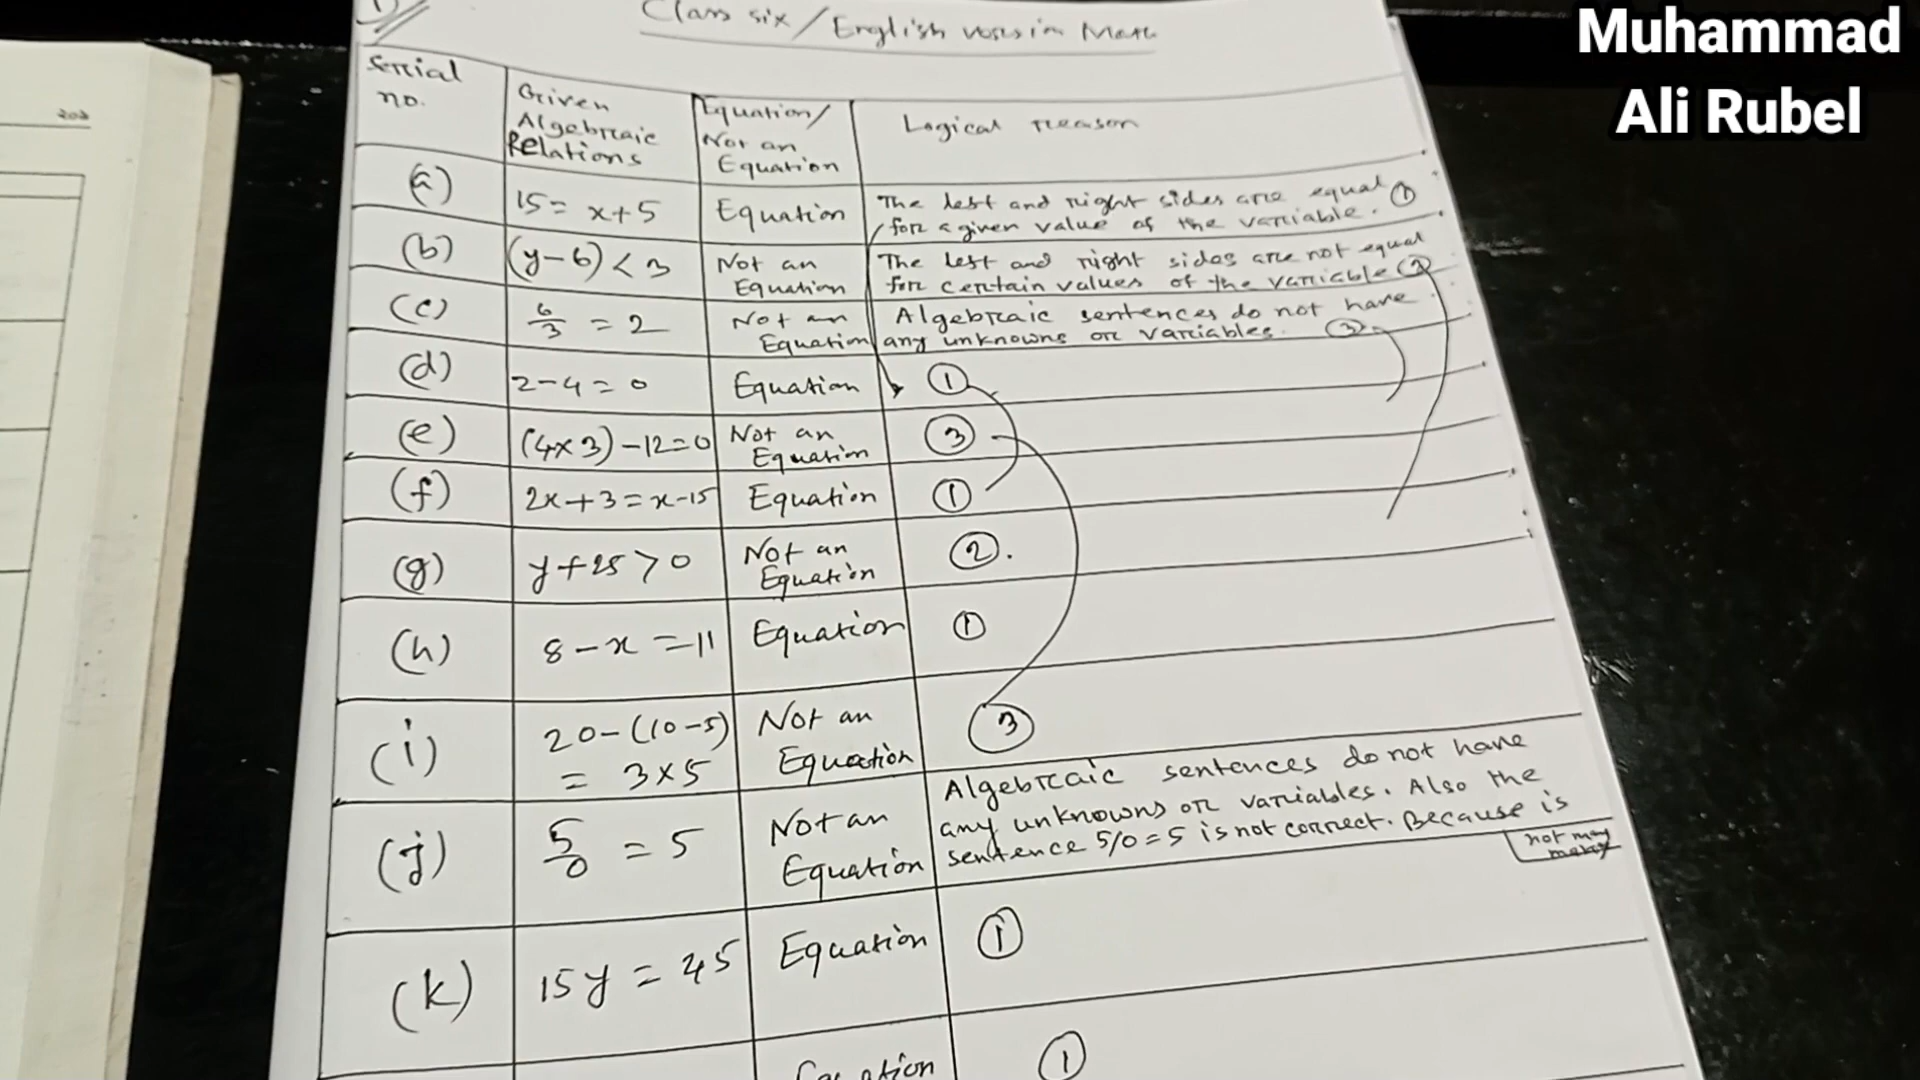 Muhammad
Ali Rubel
1)
Class six/English version Math
Serial
no.
Given
Algebraic
Relations
Equation/
Not an
Equation
Logical reason
(a)
15 = x+5
Equation
The left and right sides are equal
for a given value of the variable. ①
(b)
(y-6) < 3
Not an
Equation
The left and right sides are not equal
for certain values of the variable ②
(c)
6/3 = 2
Not an
Equation
Algebraic sentences do not have
any unknowns or variables. ③
(d)
2-4=0
Equation
①
(e)
(4×3)-12=0
Not an
Equation
③
(f)
2x+3=x-15
Equation
①
(g)
y+25>0
Not an
Equation
②.
(h)
8-x=11
Equation
①
(i)
20-(10-5)
= 3×5
Not an
Equation
③
(j)
5/0 = 5
Not an
Equation
Algebraic sentences do not have
any unknowns or variables. Also the
sentence 5/0=5 is not correct. Because is
not may
(k)
15y = 45
Equation
①
Equation
①